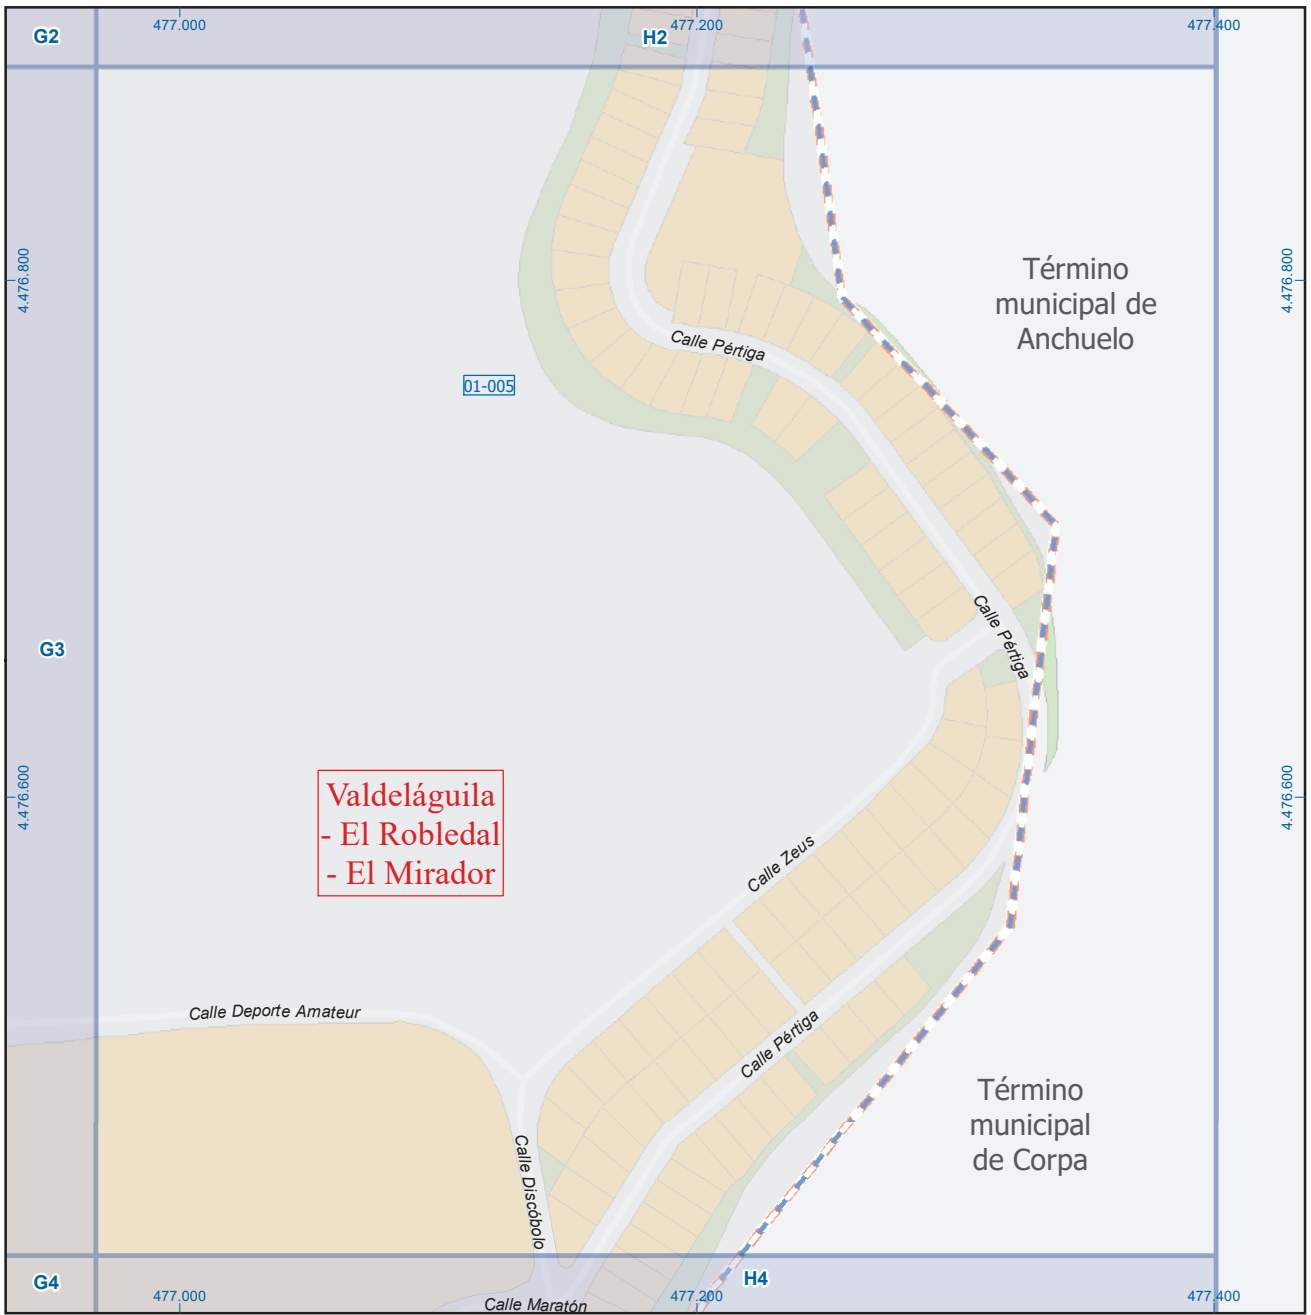 G2
477.000
H2
477.200
477.400
4.476.800
4.476.800
Término
municipal de
Anchuelo
Calle Pértiga
01-005
Calle Pértiga
G3
Valdeláguila
- El Robledal
- El Mirador
4.476.600
4.476.600
Calle Zeus
Calle Deporte Amateur
Calle Pértiga
Término
municipal
de Corpa
Calle Discóbolo
G4
H4
477.000
Calle Maratón
477.200
477.400